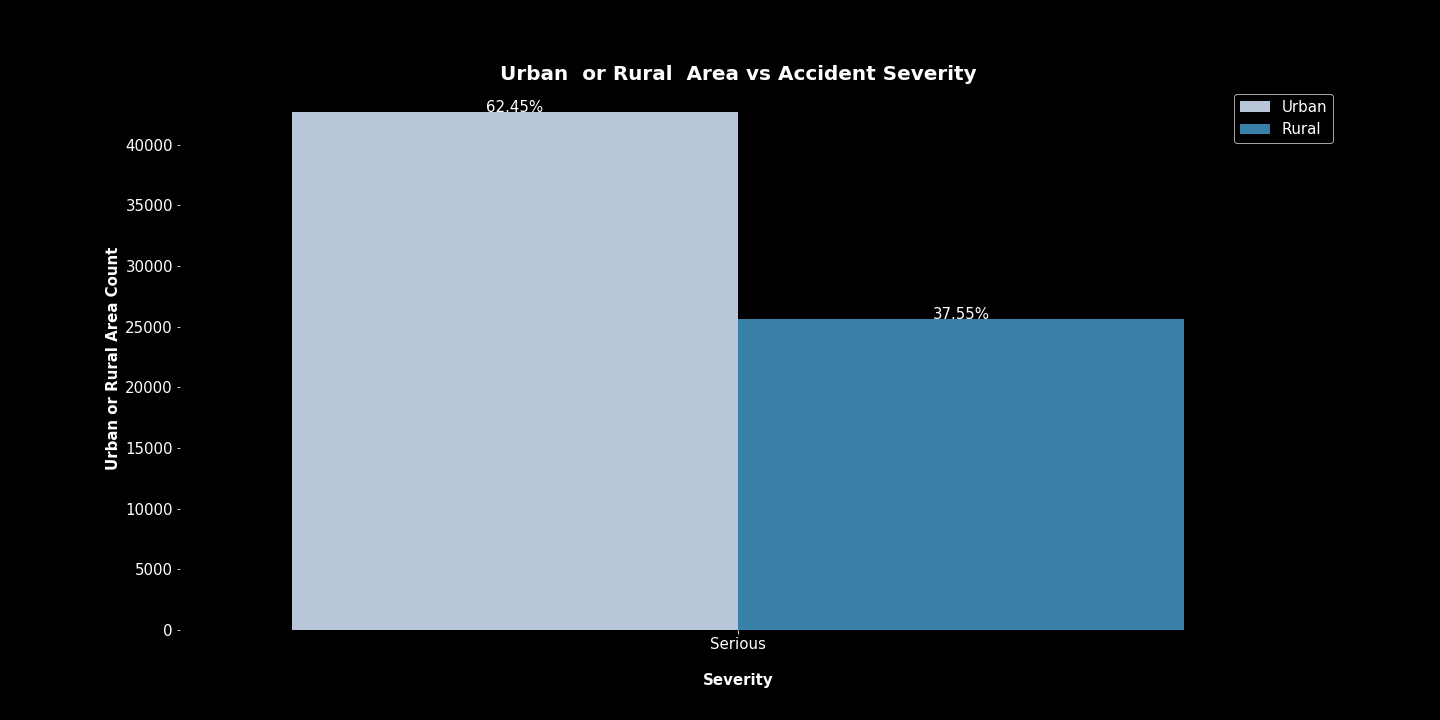 Urban  or Rural  Area vs Accident Severity
62.45%
Urban
Rural
40000
35000
30000
37.55%
25000
20000
15000
10000
5000
0
Urban or Rural Area Count
Serious
Severity